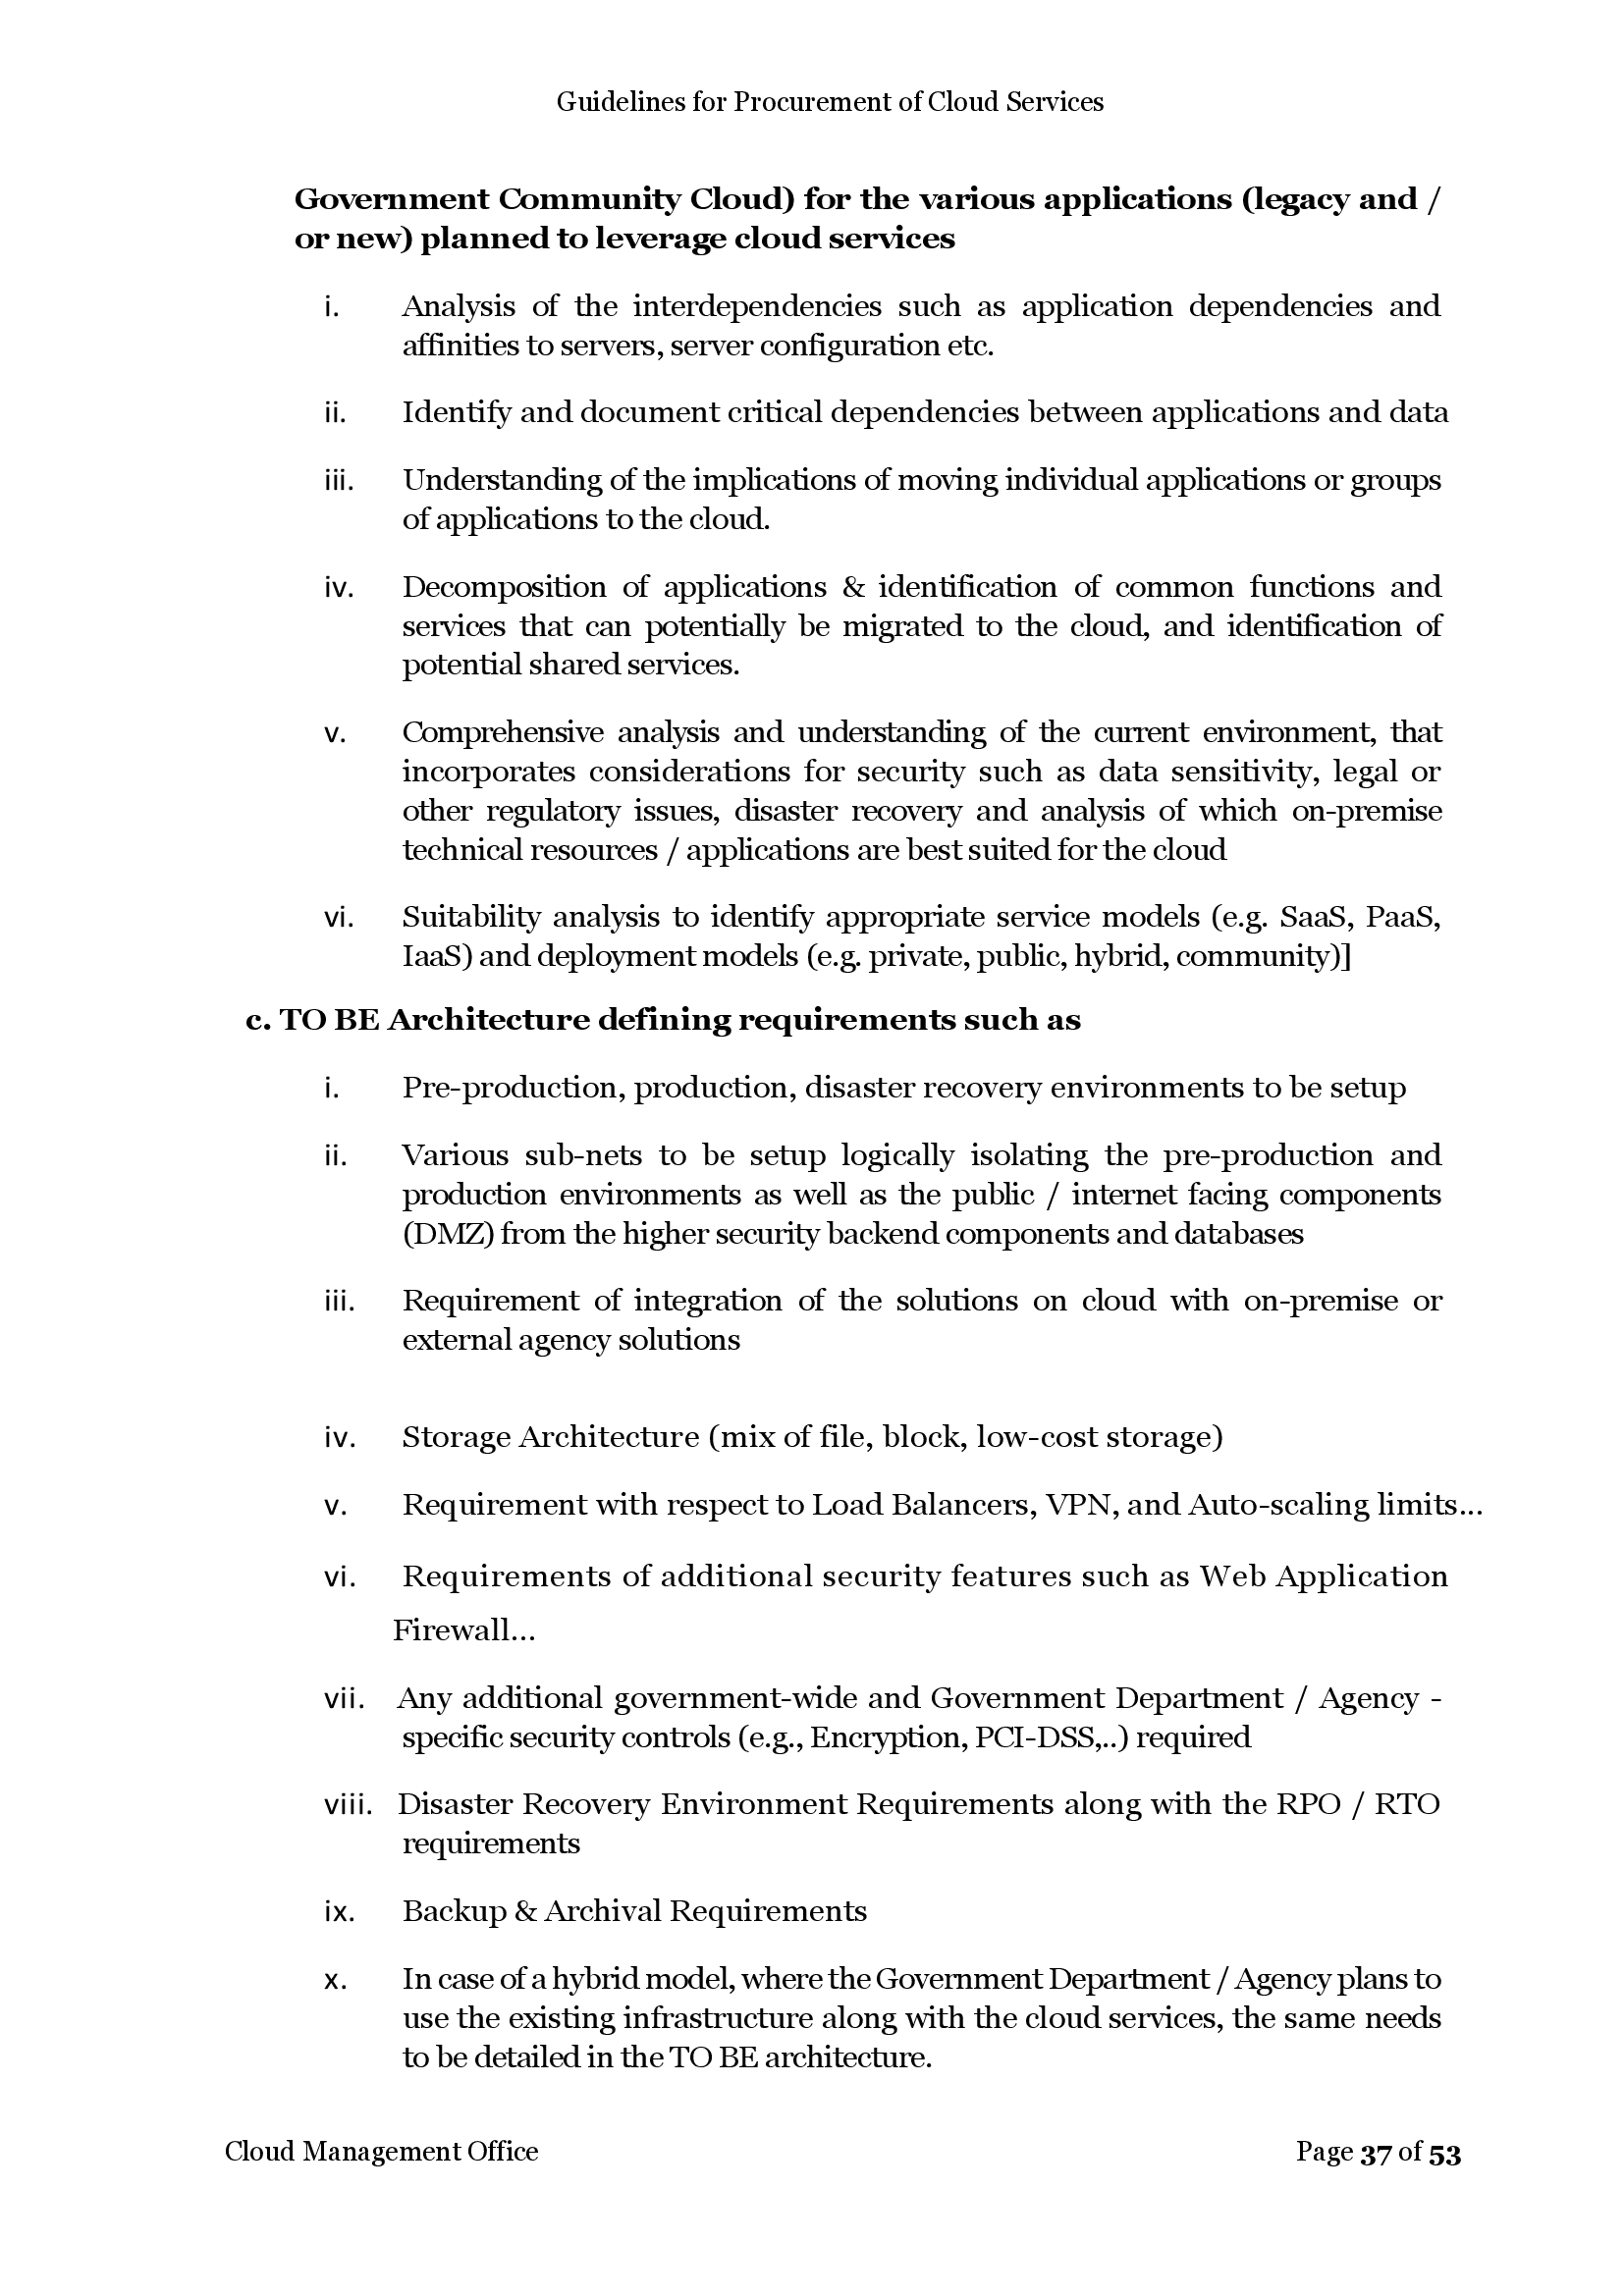 Guidelines for Procurement of Cloud Services
Government Community Cloud) for the various applications (legacy and /
or new) planned to leverage cloud services
i. Analysis of the interdependencies such as application dependencies and
affinities to servers, server configuration etc.
ii. Identify and document critical dependencies between applications and data
iii. Understanding of the implications of moving individual applications or groups
of applications to the cloud.
iv. Decomposition of applications & identification of common functions and
services that can potentially be migrated to the cloud, and identification of
potential shared services.
v. Comprehensive analysis and understanding of the current environment, that
incorporates considerations for security such as data sensitivity, legal or
other regulatory issues, disaster recovery and analysis of which on-premise
technical resources / applications are best suited for the cloud
vi. Suitability analysis to identify appropriate service models (e.g. SaaS, PaaS,
IaaS) and deployment models (e.g. private, public, hybrid, community)]
c. TO BE Architecture defining requirements such as
i. Pre-production, production, disaster recovery environments to be setup
ii. Various sub-nets to be setup logically isolating the pre-production and
production environments as well as the public / internet facing components
(DMZ) from the higher security backend components and databases
iii. Requirement of integration of the solutions on cloud with on-premise or
external agency solutions
iv. Storage Architecture (mix of file, block, low-cost storage)
v. Requirement with respect to Load Balancers, VPN, and Auto-scaling limits...
vi. Requirements of additional security features such as Web Application
Firewall...
vii. Any additional government-wide and Government Department / Agency -
specific security controls (e.g., Encryption, PCI-DSS,..) required
viii. Disaster Recovery Environment Requirements along with the RPO / RTO
requirements
ix. Backup & Archival Requirements
x. In case of a hybrid model, where the Government Department / Agency plans to
use the existing infrastructure along with the cloud services, the same needs
to be detailed in the TO BE architecture.
Cloud Management Office Page 37 of 53